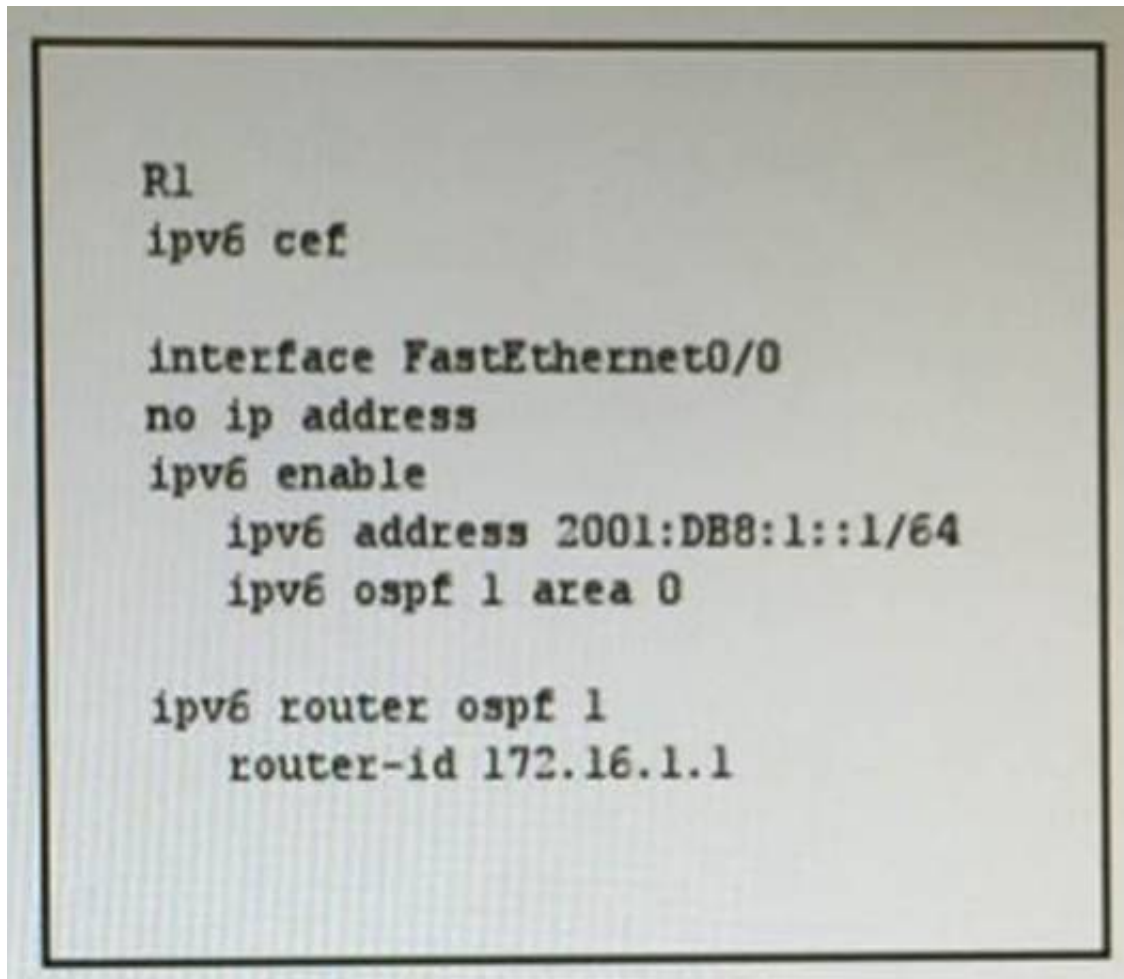 R1
ipv6 cef
interface FastEthernet0/0
no ip address
ipv6 enable
ipv6 address 2001:DB8:1::1/64
ipv6 ospf 1 area 0
ipv6 router ospf 1
router-id 172.16.1.1